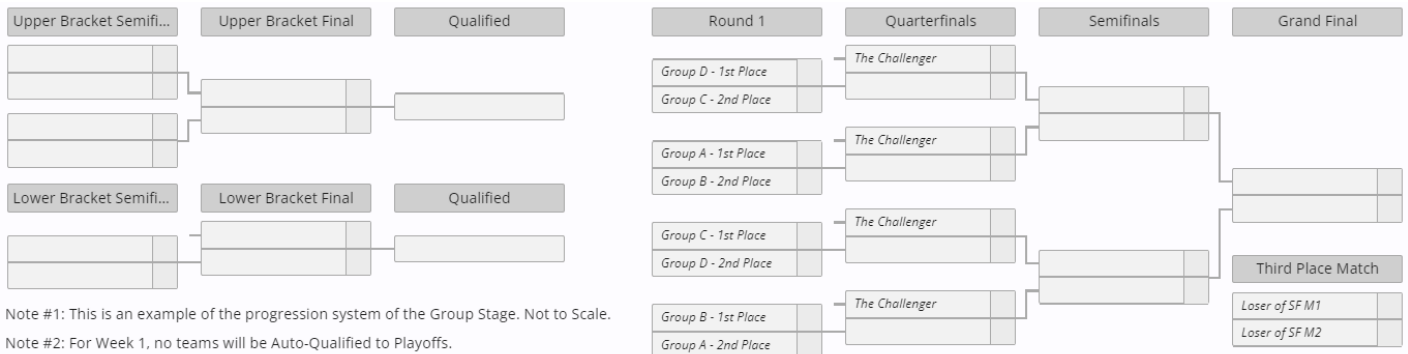 Upper Bracket Semifi...
Upper Bracket Final
Qualified
Lower Bracket Semifi...
Lower Bracket Final
Qualified
Note #1: This is an example of the progression system of the Group Stage. Not to Scale.
Note #2: For Week 1, no teams will be Auto-Qualified to Playoffs.
Round 1
Quarterfinals
Semifinals
Grand Final
Group D - 1st Place
Group C - 2nd Place
Group A - 1st Place
Group B - 2nd Place
Group C - 1st Place
Group D - 2nd Place
Group B - 1st Place
Group A - 2nd Place
The Challenger
The Challenger
The Challenger
The Challenger
Third Place Match
Loser of SF M1
Loser of SF M2